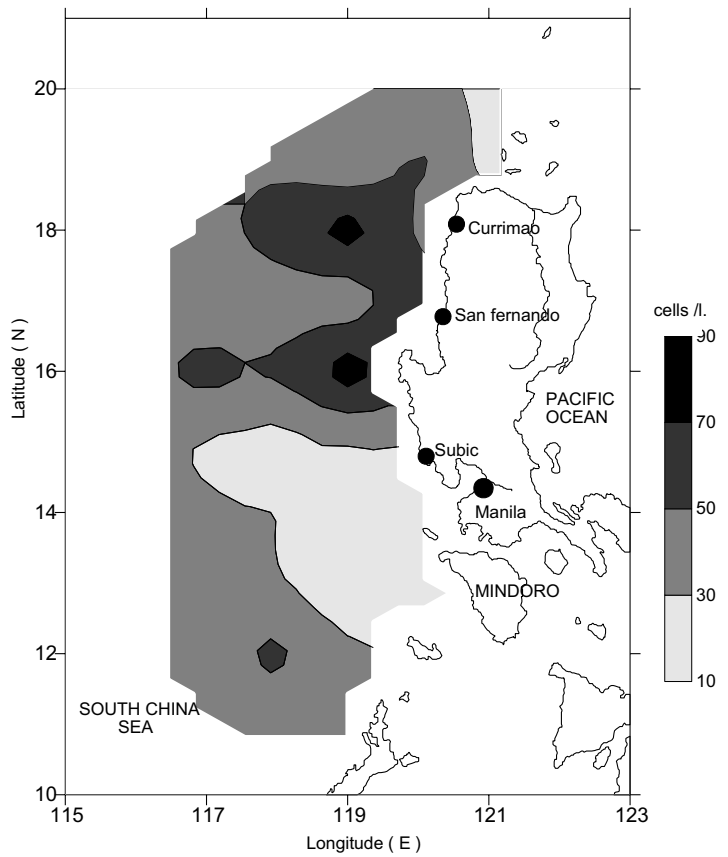 20
18
16
14
12
10
115
117
119
121
123
Latitude ( N )
Longitude ( E )
Currimao
San fernando
Subic
Manila
MINDORO
PACIFIC
OCEAN
SOUTH CHINA
SEA
cells /l.
90
70
50
30
10